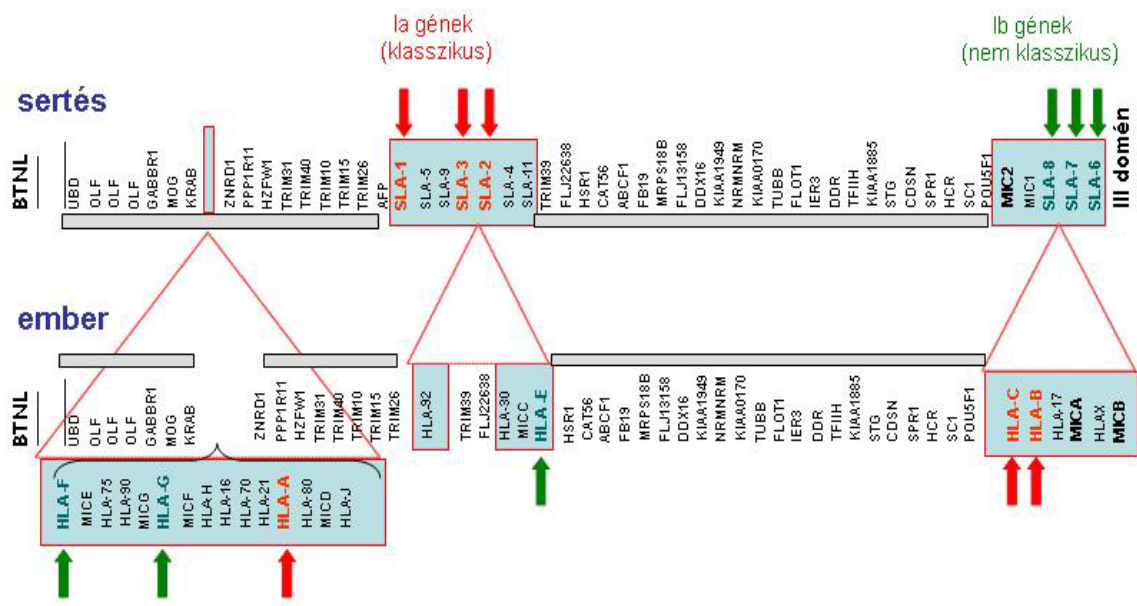 Ia gének
(klasszikus)
Ib gének
(nem klasszikus)
sertés
BTNL
UBD
OLF
OLF
OLF
GABBR1
MOG
KRAB
ZNRD1
PPP1R11
HZFW1
TRIM31
TRIM40
TRIM10
TRIM15
TRIM26
AFP
SLA-1
SLA-5
SLA-9
SLA-3
SLA-2
SLA-4
SLA-11
TRIM39
FLJ22638
HSR1
CAT56
ABCF1
FB19
MRPS18B
FLJ13158
DDX16
KIAA1949
NRMNRM
KIAA0170
TUBB
FLOT1
IER3
DDR
TFIIH
KIAA1885
STG
CDSN
SPR1
HCR
SC1
POU5F1
MIC2
MIC1
SLA-8
SLA-7
SLA-6
III domén
ember
BTNL
UBD
OLF
OLF
OLF
GABBR1
MOG
KRAB
ZNRD1
PPP1R11
HZFW1
TRIM31
TRIM40
TRIM10
TRIM15
TRIM26
HLA-92
TRIM39
FLJ22638
HLA-30
MICC
HLA-E
HSR1
CAT56
ABCF1
FB19
MRPS18B
FLJ13158
DDX16
KIAA1949
NRMNRM
KIAA0170
TUBB
FLOT1
IER3
DDR
TFIIH
KIAA1885
STG
CDSN
SPR1
HCR
SC1
POU5F1
HLA-C
HLA-B
HLA-17
MICA
HLAX
MICB
HLA-F
MICE
HLA-75
HLA-90
MICG
HLA-G
MICF
HLA-H
HLA-16
HLA-70
HLA-21
HLA-A
HLA-80
MICD
HLA-J